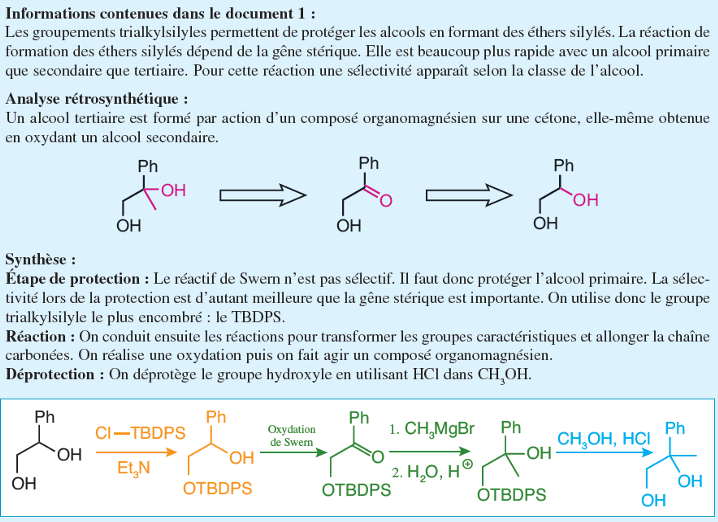 Informations contenues dans le document 1 :
Les groupements trialkylsilyles permettent de protéger les alcools en formant des éthers silylés. La réaction de
formation des éthers silylés dépend de la gêne stérique. Elle est beaucoup plus rapide avec un alcool primaire
que secondaire que tertiaire. Pour cette réaction une sélectivité apparaît selon la classe de l'alcool.
Analyse rétrosynthétique :
Un alcool tertiaire est formé par action d'un composé organomagnésien sur une cétone, elle-même obtenue
en oxydant un alcool secondaire.
Ph Ph Ph
OH O OH
OH OH OH
Synthèse :
Étape de protection : Le réactif de Swern n'est pas sélectif. Il faut donc protéger l'alcool primaire. La sélec-
tivité lors de la protection est d'autant meilleure que la gêne stérique est importante. On utilise donc le groupe
trialkylsilyle le plus encombré : le TBDPS.
Réaction : On conduit ensuite les réactions pour transformer les groupes caractéristiques et allonger la chaîne
carbonées. On réalise une oxydation puis on fait agir un composé organomagnésien.
Déprotection : On déprotège le groupe hydroxyle en utilisant HCl dans CH₃OH.
Ph Cl—TBDPS Ph Oxydation Ph 1. CH₃MgBr Ph CH₃OH, HCl Ph
OH Et₃N OH de Swern O 2. H₂O, H⊕ OH OH
OH OTBDPS OTBDPS OTBDPS OH